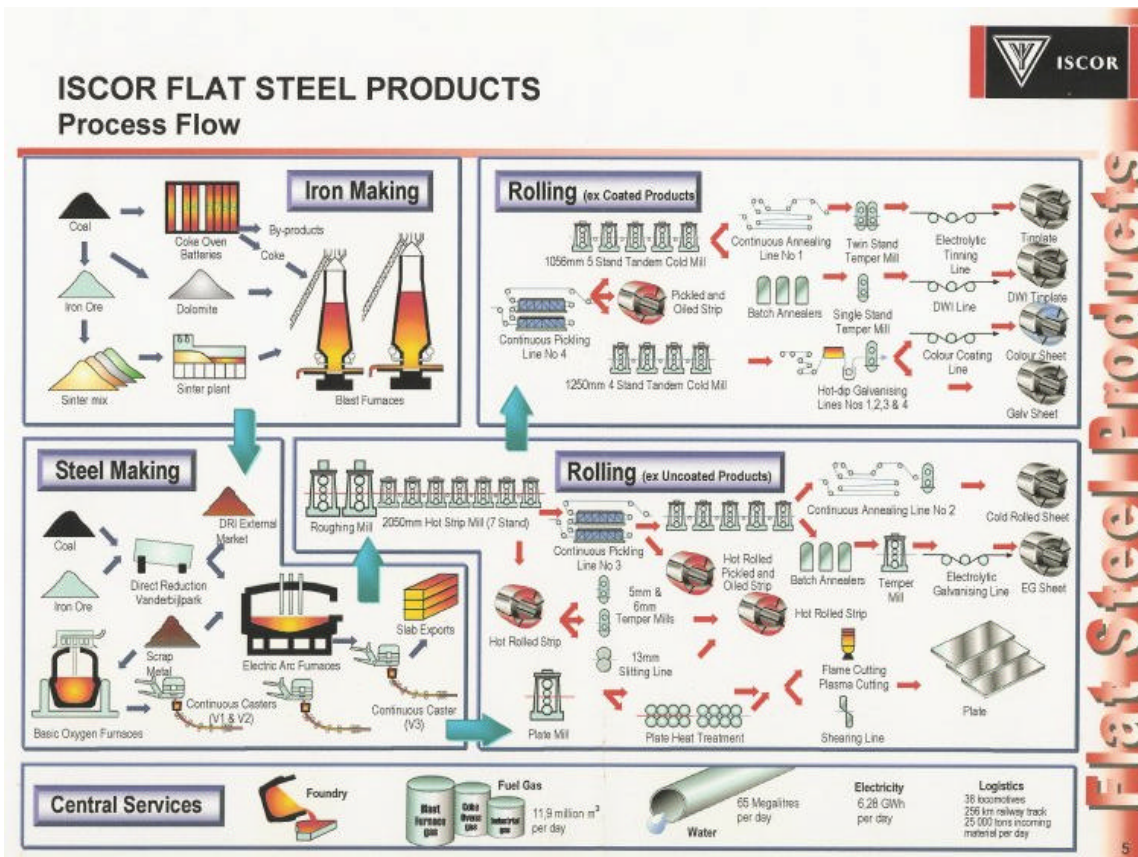 ISCOR
ISCOR FLAT STEEL PRODUCTS
Process Flow
Iron Making
Coal
Coke Oven
Batteries
By-products
Coke
Iron Ore
Dolomite
Sinter mix
Sinter plant
Blast Furnaces
Rolling (ex Coated Products)
1056mm 5 Stand Tandem Cold Mill
Continuous Annealing
Line No 1
Twin Stand
Temper Mill
Electrolytic
Tinning
Line
Tinplate
Continuous Pickling
Line No 4
Pickled and
Oiled Strip
Batch Annealers
Single Stand
Temper Mill
DWI Line
DWI Tinplate
1250mm 4 Stand Tandem Cold Mill
Hot-dip Galvanising
Lines Nos 1,2,3 & 4
Colour Coating
Line
Colour Sheet
Galv Sheet
Steel Making
Coal
DRI External
Market
Iron Ore
Direct Reduction
Vanderbijlpark
Scrap
Metal
Electric Arc Furnaces
Slab Exports
Basic Oxygen Furnaces
Continuous Casters
(V1 & V2)
Continuous Caster
(V3)
Rolling (ex Uncoated Products)
Roughing Mill
2050mm Hot Strip Mill (7 Stand)
Continuous Pickling
Line No 3
Continuous Annealing Line No 2
Cold Rolled Sheet
Batch Annealers
Temper
Mill
Electrolytic
Galvanising Line
EG Sheet
Hot Rolled
Pickled and
Oiled Strip
Hot Rolled Strip
5mm &
6mm
Temper Mills
13mm
Slitting Line
Hot Rolled Strip
Plate Mill
Plate Heat Treatment
Flame Cutting
Plasma Cutting
Shearing Line
Plate
Central Services
Foundry
Fuel Gas
Blast
Furnace
gas
Coke
Ovens
gas
Industrial
gas
11,9 million m³
per day
Water
65 Megalitres
per day
Electricity
6,28 GWh
per day
Logistics
38 locomotives
256 km railway track
25 000 tons incoming
material per day
Flat Steel Products
5